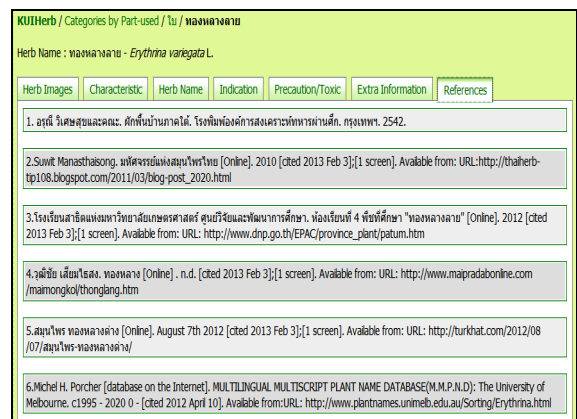 KUIHerb / Categories by Part-used / ใบ / ทองหลางลาย
Herb Name : ทองหลางลาย - Erythrina variegata L.
Herb Images Characteristic Herb Name Indication Precaution/Toxic Extra Information References
1. อรุณี วิเศษสุขและคณะ. ผักพื้นบ้านภาคใต้. โรงพิมพ์องค์การสงเคราะห์ทหารผ่านศึก. กรุงเทพฯ. 2542.
2.Suwit Manasthaisong. มหัศจรรย์แห่งสมุนไพรไทย [Online]. 2010 [cited 2013 Feb 3];[1 screen]. Available from: URL:http://thaiherb-
tip108.blogspot.com/2011/03/blog-post_2020.html
3.โรงเรียนสาธิตแห่งมหาวิทยาลัยเกษตรศาสตร์ ศูนย์วิจัยและพัฒนาการศึกษา. ห้องเรียนที่ 4 พืชที่ศึกษา "ทองหลางลาย" [Online]. 2012 [cited
2013 Feb 3];[1 screen]. Available from: URL: http://www.dnp.go.th/EPAC/province_plant/patum.htm
4.วุฒิชัย เสี่ยมใธสง. ทองหลาง [Online] . n.d. [cited 2013 Feb 3];[1 screen]. Available from: URL: http://www.maipradabonline.com
/maimongkol/thonglang.htm
5.สมุนไพร ทองหลางด่าง [Online]. August 7th 2012 [cited 2013 Feb 3];[1 screen]. Available from: URL: http://turkhat.com/2012/08
/07/สมุนไพร-ทองหลางด่าง/
6.Michel H. Porcher [database on the Internet]. MULTILINGUAL MULTISCRIPT PLANT NAME DATABASE(M.M.P.N.D): The University of
Melbourne. c1995 - 2020 0 - [cited 2012 April 10]. Available from:URL: http://www.plantnames.unimelb.edu.au/Sorting/Erythrina.html